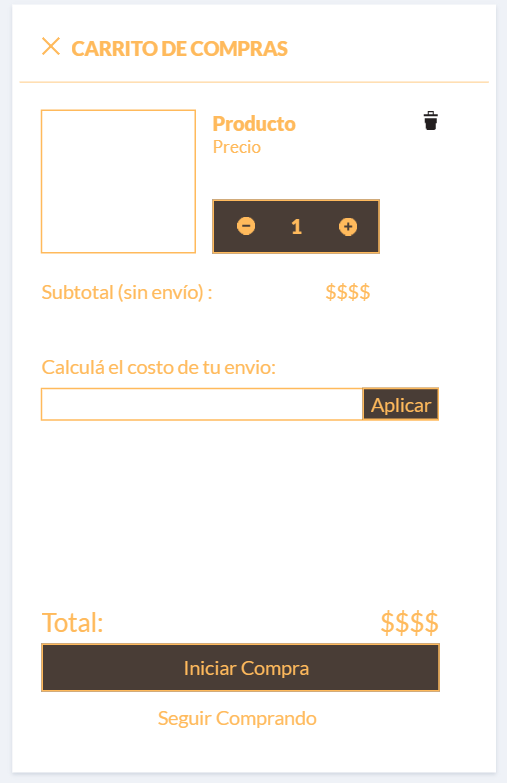 CARRITO DE COMPRAS
Producto
Precio
1
Subtotal (sin envío) : $$$$
Calculá el costo de tu envio:
Aplicar
Total: $$$$
Iniciar Compra
Seguir Comprando